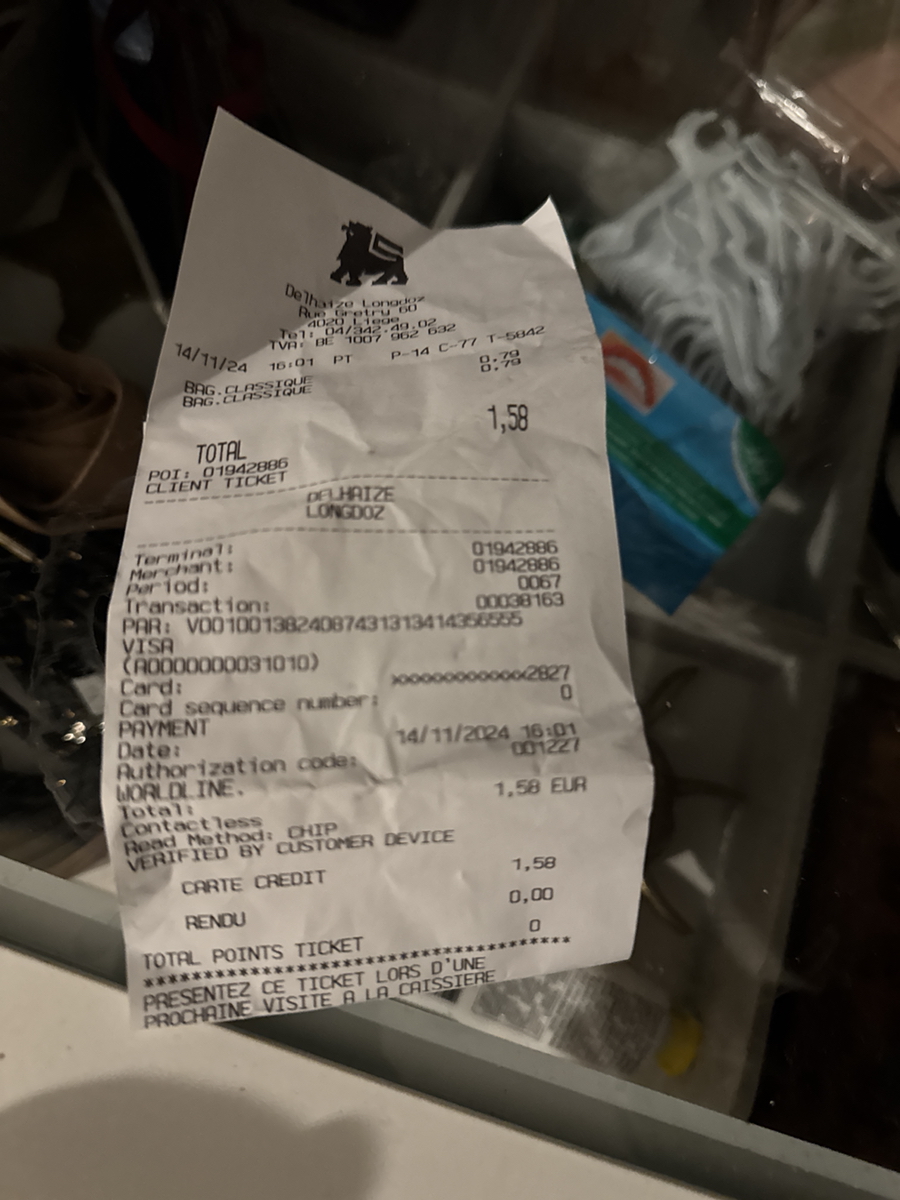 Delhaize Longdoz
Rue Gretry 60
4020 Liege
Tel: 04/342.49.02
TVA: BE 1007 962 632
14/11/24 16:01 PT P-14 C-77 T-5842
BAG.CLASSIQUE 0.79
BAG.CLASSIQUE 0.79
TOTAL 1,58
POI: 01942886
CLIENT TICKET
DELHAIZE
LONGDOZ
Terminal: 01942886
Merchant: 01942886
Period: 0067
Transaction: 00038163
PAR: V0010013824087431313414356555
VISA
(A0000000031010)
Card: xxxxxxxxxxxx2827
Card sequence number: 0
PAYMENT
Date: 14/11/2024 16:01
Authorization code: 001227
WORLDLINE.
Total: 1,58 EUR
Contactless
Read Method: CHIP
VERIFIED BY CUSTOMER DEVICE
CARTE CREDIT 1,58
RENDU 0,00
TOTAL POINTS TICKET 0
****************************************
PRESENTEZ CE TICKET LORS D'UNE
PROCHAINE VISITE A LA CAISSIERE